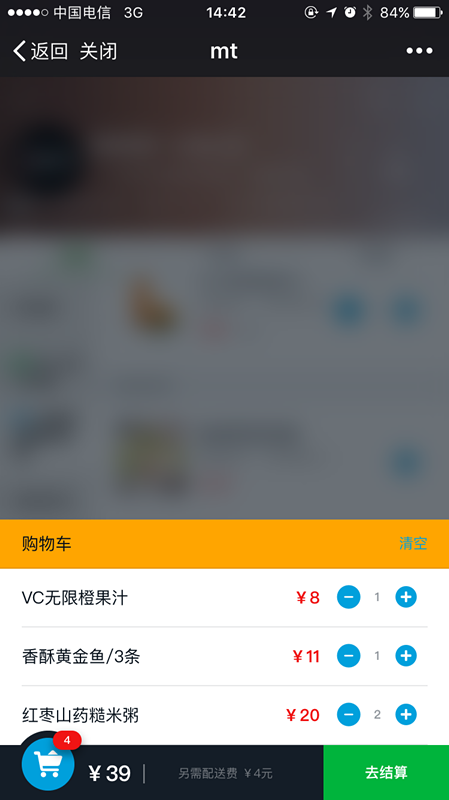 中国电信 3G 14:42 84%
返回 关闭 mt
购物车 清空
VC无限橙果汁 ¥8 1
香酥黄金鱼/3条 ¥11 1
红枣山药糙米粥 ¥20 2
4
¥39 另需配送费 ¥4元 去结算